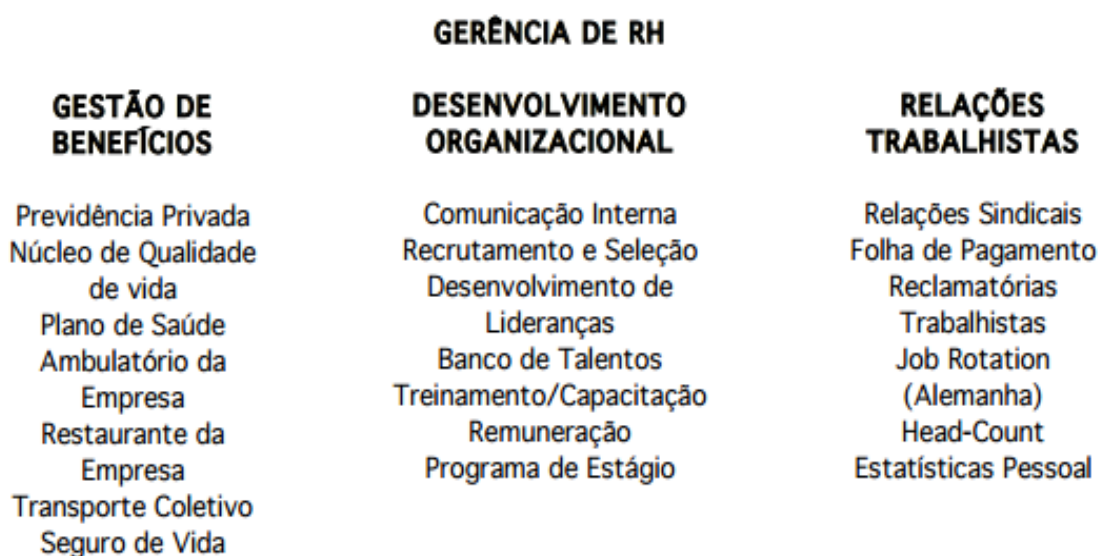 GERÊNCIA DE RH
GESTÃO DE
BENEFÍCIOS
Previdência Privada
Núcleo de Qualidade
de vida
Plano de Saúde
Ambulatório da
Empresa
Restaurante da
Empresa
Transporte Coletivo
Seguro de Vida
DESENVOLVIMENTO
ORGANIZACIONAL
Comunicação Interna
Recrutamento e Seleção
Desenvolvimento de
Lideranças
Banco de Talentos
Treinamento/Capacitação
Remuneração
Programa de Estágio
RELAÇÕES
TRABALHISTAS
Relações Sindicais
Folha de Pagamento
Reclamatórias
Trabalhistas
Job Rotation
(Alemanha)
Head-Count
Estatísticas Pessoal